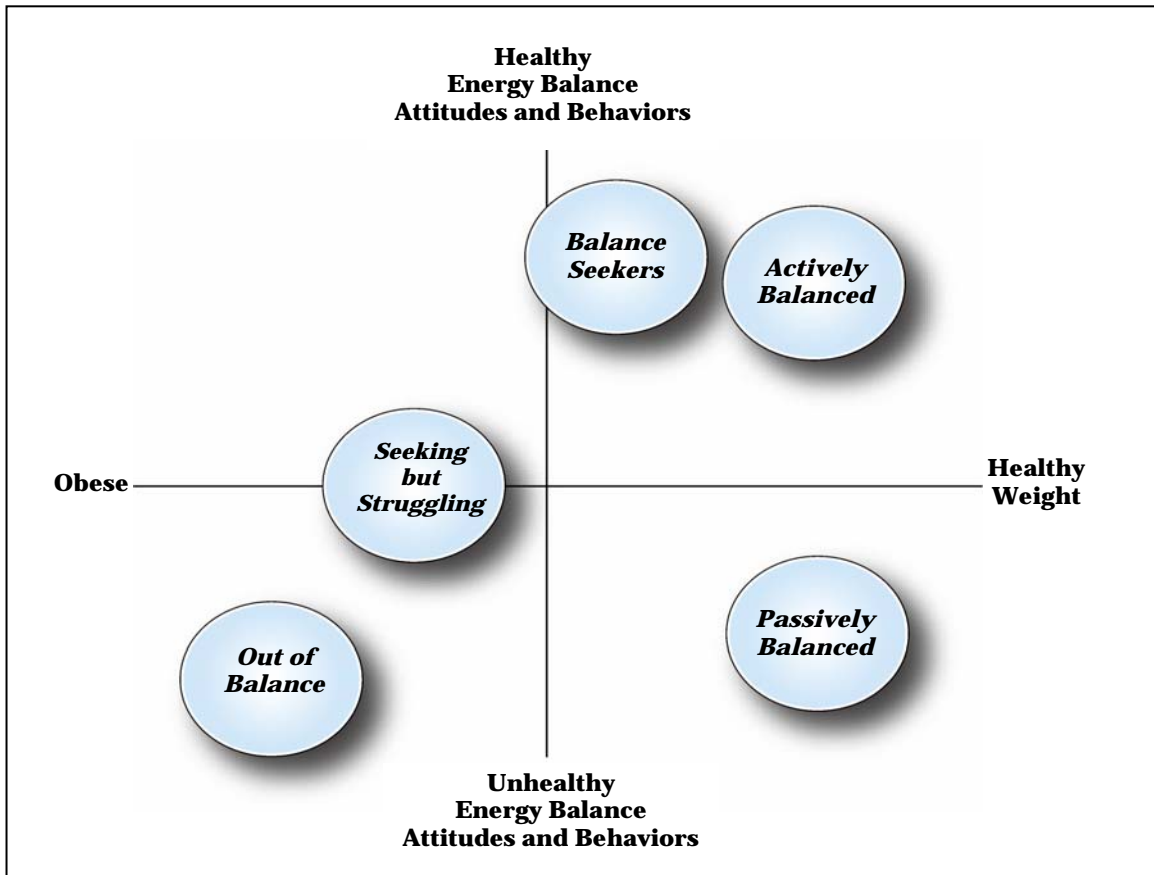 Healthy
Energy Balance
Attitudes and Behaviors
Balance
Seekers
Actively
Balanced
Obese
Seeking
but
Struggling
Healthy
Weight
Out of
Balance
Passively
Balanced
Unhealthy
Energy Balance
Attitudes and Behaviors